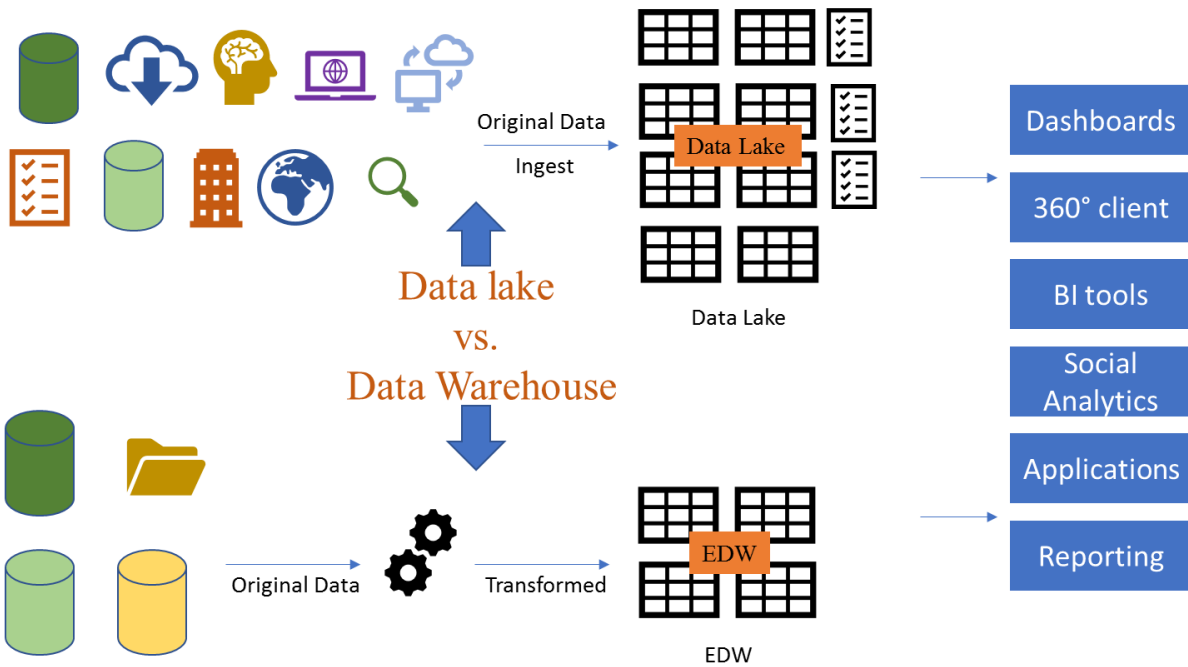 Original Data
Ingest
Data Lake
Data Lake
Data lake
vs.
Data Warehouse
Original Data
Transformed
EDW
EDW
Dashboards
360° client
BI tools
Social
Analytics
Applications
Reporting